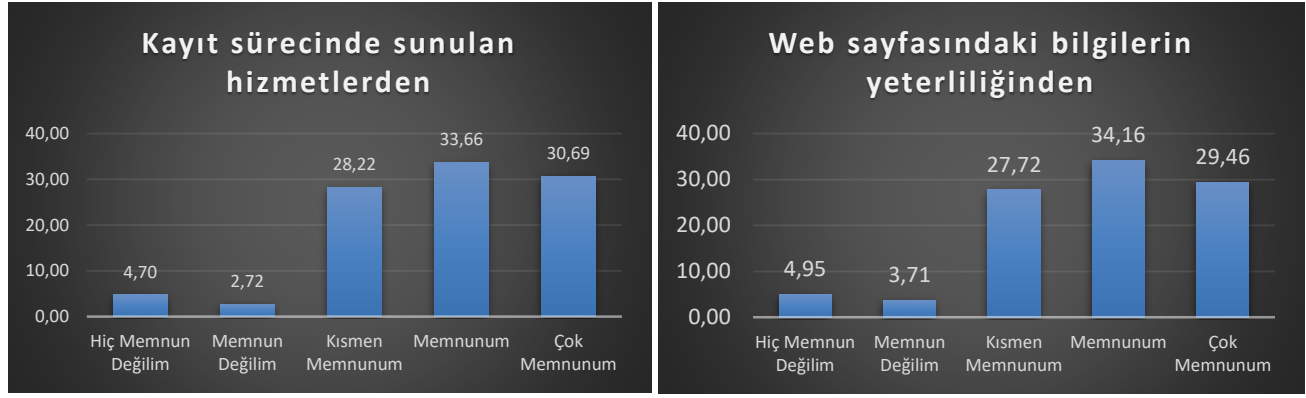 Kayıt sürecinde sunulan
hizmetlerden
40,00
30,00
20,00
10,00
0,00
4,70
2,72
28,22
33,66
30,69
Hiç Memnun
Değilim
Memnun
Değilim
Kısmen
Memnunum
Memnunum
Çok
Memnunum
Web sayfasındaki bilgilerin
yeterliliğinden
40,00
30,00
20,00
10,00
0,00
4,95
3,71
27,72
34,16
29,46
Hiç Memnun
Değilim
Memnun
Değilim
Kısmen
Memnunum
Memnunum
Çok
Memnunum